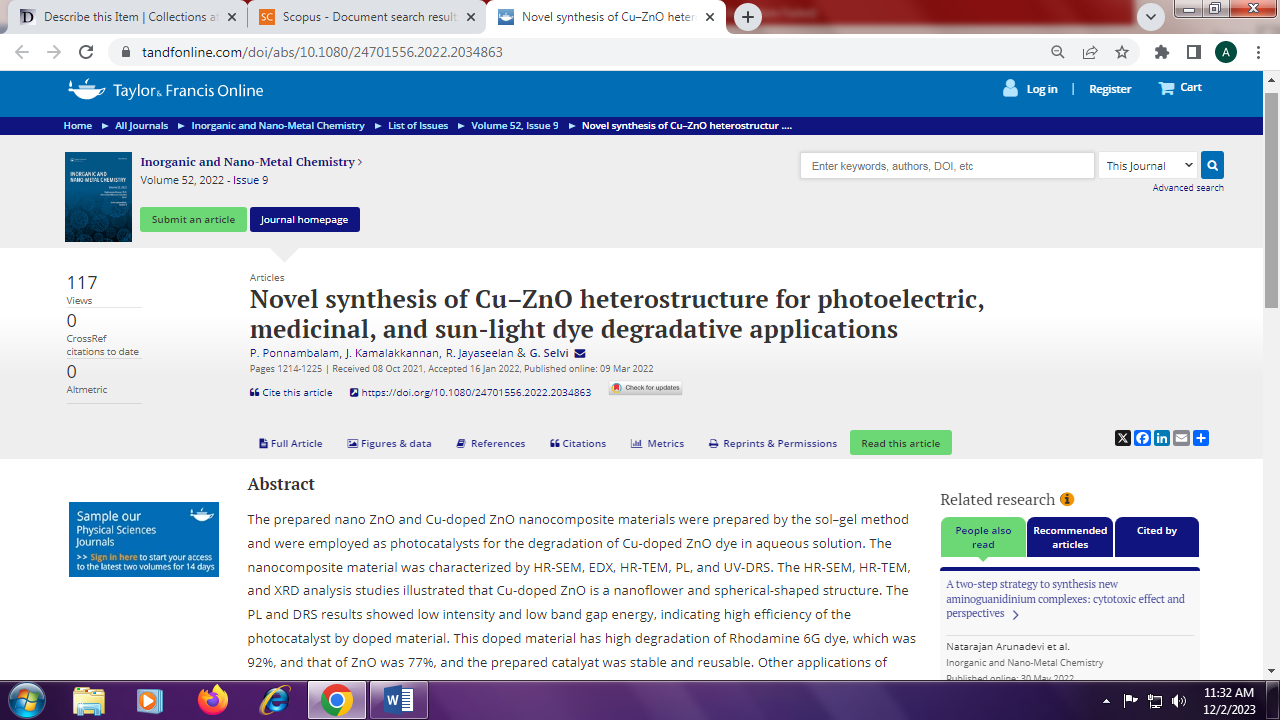 Describe this Item | Collections at
Scopus - Document search result
Novel synthesis of Cu–ZnO heter
tandfonline.com/doi/abs/10.1080/24701556.2022.2034863
A
Taylor & Francis Online
Log in | Register
Cart
Home
All Journals
Inorganic and Nano-Metal Chemistry
List of Issues
Volume 52, Issue 9
Novel synthesis of Cu–ZnO heterostructur ....
INORGANIC AND
NANO-METAL CHEMISTRY
Inorganic and Nano-Metal Chemistry ›
Volume 52, 2022 - Issue 9
Submit an article
Journal homepage
Enter keywords, authors, DOI, etc
This Journal
Advanced search
117
Views
0
CrossRef
citations to date
0
Altmetric
Articles
Novel synthesis of Cu–ZnO heterostructure for photoelectric,
medicinal, and sun-light dye degradative applications
P. Ponnambalam, J. Kamalakkannan, R. Jayaseelan & G. Selvi
Pages 1214-1225 | Received 08 Oct 2021, Accepted 16 Jan 2022, Published online: 09 Mar 2022
Cite this article
https://doi.org/10.1080/24701556.2022.2034863
Check for updates
Full Article
Figures & data
References
Citations
Metrics
Reprints & Permissions
Read this article
Sample our
Physical Sciences
Journals
>> Sign in here to start your access
to the latest two volumes for 14 days
Abstract
The prepared nano ZnO and Cu-doped ZnO nanocomposite materials were prepared by the sol–gel method
and were employed as photocatalysts for the degradation of Cu-doped ZnO dye in aqueous solution. The
nanocomposite material was characterized by HR-SEM, EDX, HR-TEM, PL, and UV-DRS. The HR-SEM, HR-TEM,
and XRD analysis studies illustrated that Cu-doped ZnO is a nanoflower and spherical-shaped structure. The
PL and DRS results showed low intensity and low band gap energy, indicating high efficiency of the
photocatalyst by doped material. This doped material has high degradation of Rhodamine 6G dye, which was
92%, and that of ZnO was 77%, and the prepared catalyat was stable and reusable. Other applications of
Related research
People also
read
Recommended
articles
Cited by
A two-step strategy to synthesis new
aminoguanidinium complexes: cytotoxic effect and
perspectives
Natarajan Arunadevi et al.
Inorganic and Nano-Metal Chemistry
Published online: 30 May 2022
11:32 AM
12/2/2023